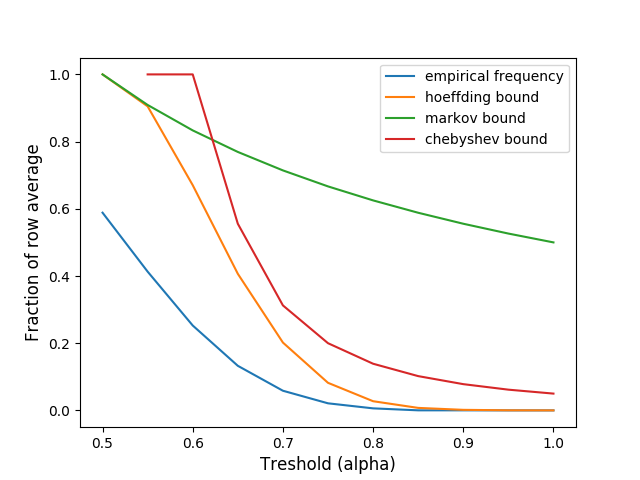 empirical frequency
hoeffding bound
markov bound
chebyshev bound
Fraction of row average
1.0
0.8
0.6
0.4
0.2
0.0
0.5 0.6 0.7 0.8 0.9 1.0
Treshold (alpha)